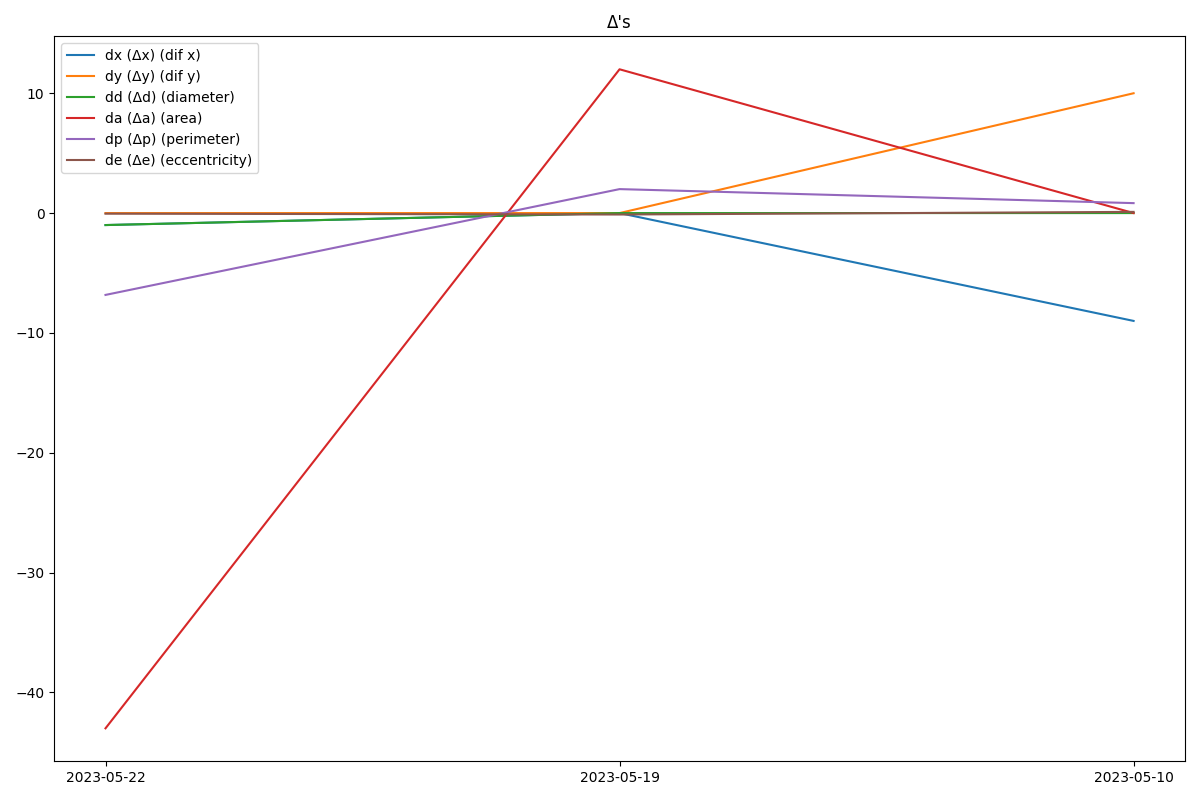 Δ's
dx (Δx) (dif x)
dy (Δy) (dif y)
dd (Δd) (diameter)
da (Δa) (area)
dp (Δp) (perimeter)
de (Δe) (eccentricity)
10
0
−10
−20
−30
−40
2023-05-22 2023-05-19 2023-05-10